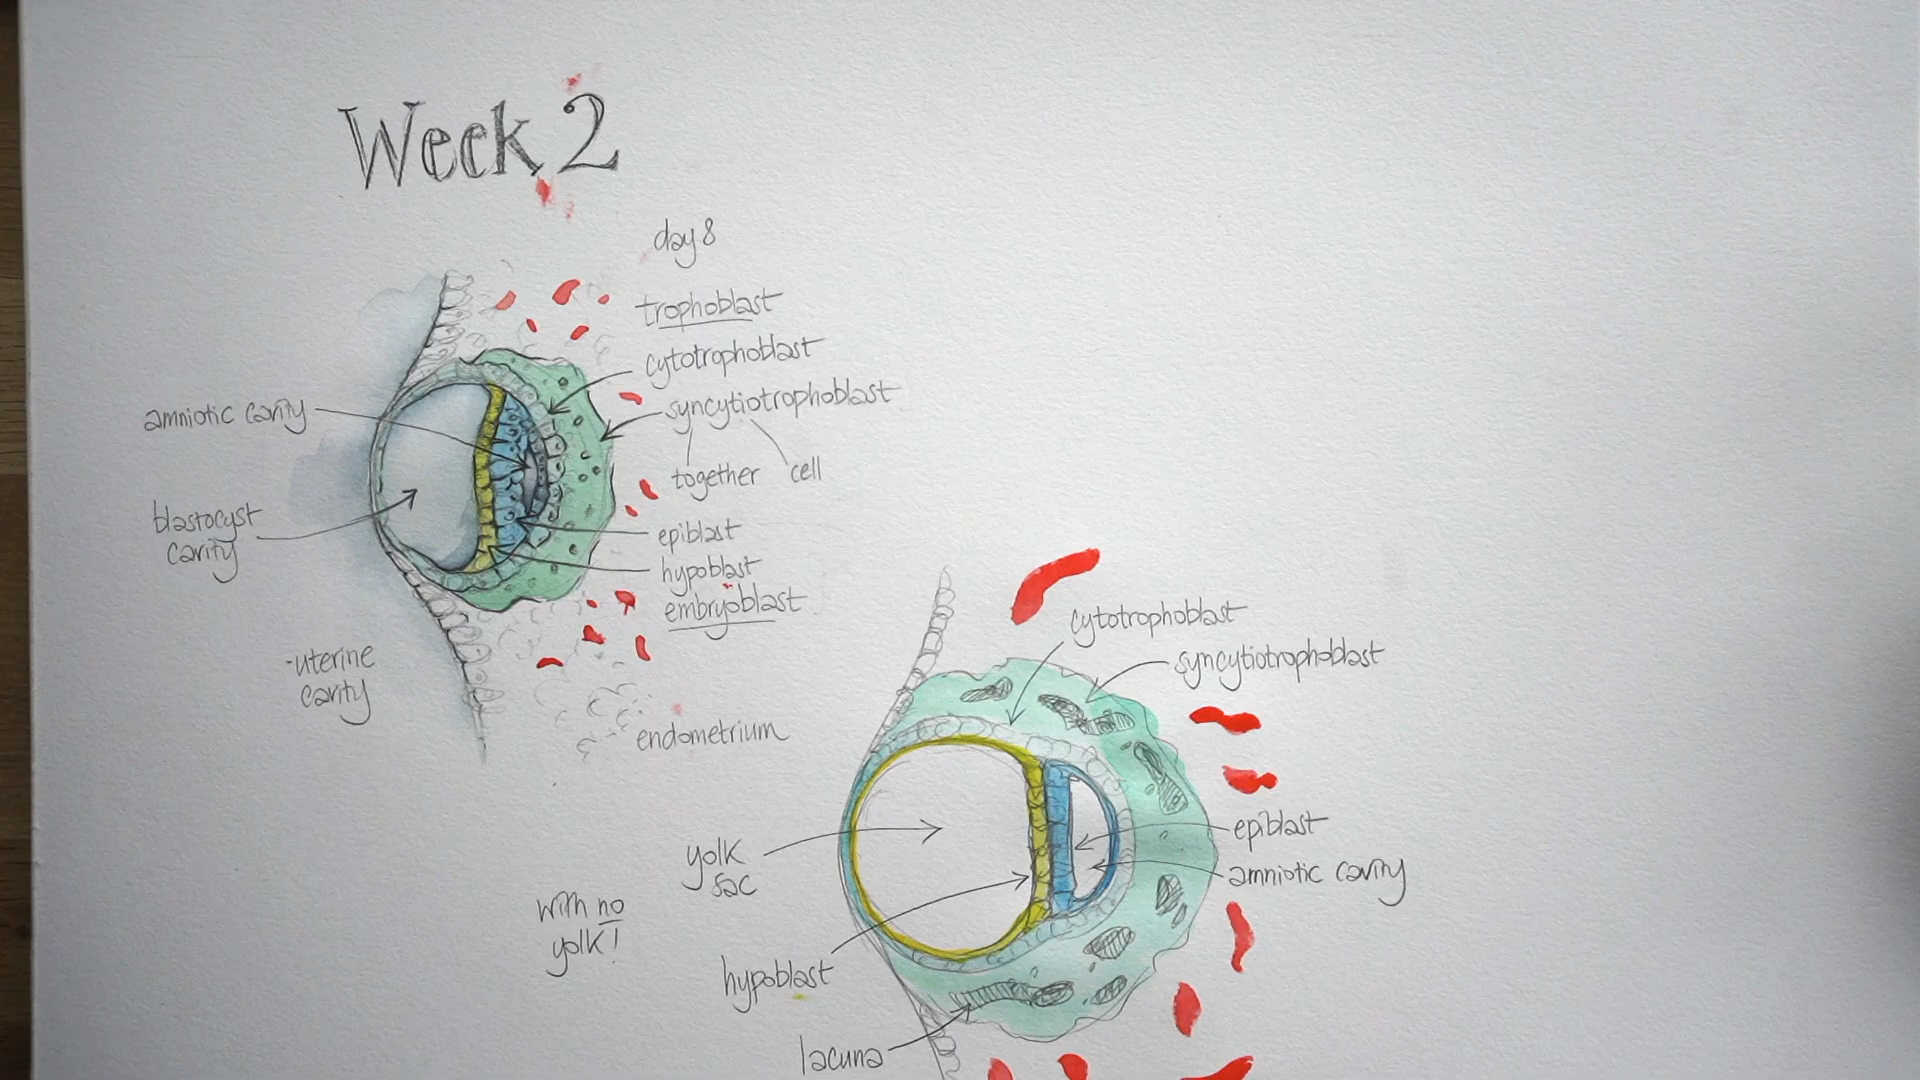 Week 2
day 8
trophoblast
cytotrophoblast
syncytiotrophoblast
together cell
amniotic cavity
blastocyst
cavity
epiblast
hypoblast
embryoblast
uterine
cavity
endometrium
cytotrophoblast
syncytiotrophoblast
epiblast
amniotic cavity
yolk
sac
with no
yolk!
hypoblast
lacuna